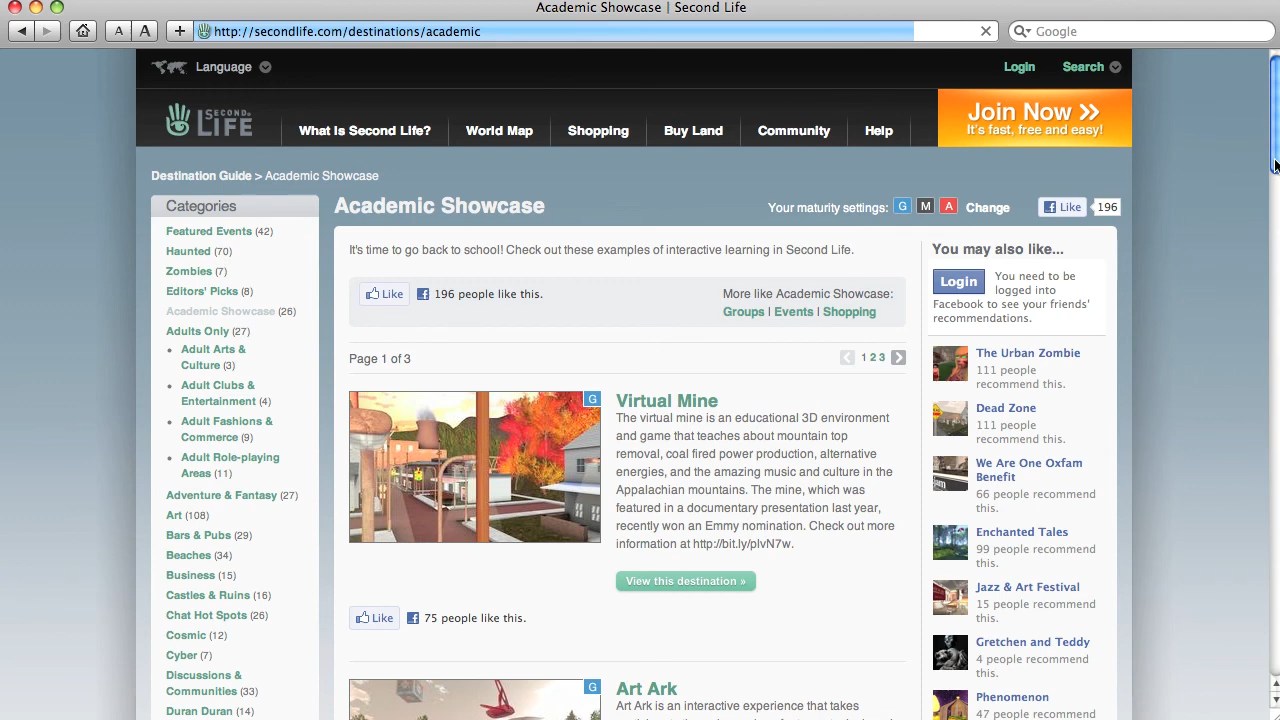 Academic Showcase | Second Life
A A + http://secondlife.com/destinations/academic Google
Language Login Search
SECOND LIFE
What is Second Life? World Map Shopping Buy Land Community Help
Join Now >>
It's fast, free and easy!
Destination Guide > Academic Showcase
Categories
Featured Events (42)
Haunted (70)
Zombies (7)
Editors' Picks (8)
Academic Showcase (26)
Adults Only (27)
• Adult Arts &
Culture (3)
• Adult Clubs &
Entertainment (4)
• Adult Fashions &
Commerce (9)
• Adult Role-playing
Areas (11)
Adventure & Fantasy (27)
Art (108)
Bars & Pubs (29)
Beaches (34)
Business (15)
Castles & Ruins (16)
Chat Hot Spots (26)
Cosmic (12)
Cyber (7)
Discussions &
Communities (33)
Duran Duran (14)
Academic Showcase
Your maturity settings: G M A Change
Like 196
It's time to go back to school! Check out these examples of interactive learning in Second Life.
Like 196 people like this.
More like Academic Showcase:
Groups | Events | Shopping
Page 1 of 3
1 2 3
G
Virtual Mine
The virtual mine is an educational 3D environment
and game that teaches about mountain top
removal, coal fired power production, alternative
energies, and the amazing music and culture in the
Appalachian mountains. The mine, which was
featured in a documentary presentation last year,
recently won an Emmy nomination. Check out more
information at http://bit.ly/plvN7w.
View this destination »
Like 75 people like this.
G
Art Ark
Art Ark is an interactive experience that takes
You may also like...
Login You need to be
logged into
Facebook to see your friends'
recommendations.
The Urban Zombie
111 people
recommend this.
Dead Zone
111 people
recommend this.
We Are One Oxfam
Benefit
66 people recommend
this.
Enchanted Tales
99 people recommend
this.
Jazz & Art Festival
15 people recommend
this.
Gretchen and Teddy
4 people recommend
this.
Phenomenon
47 people recommend